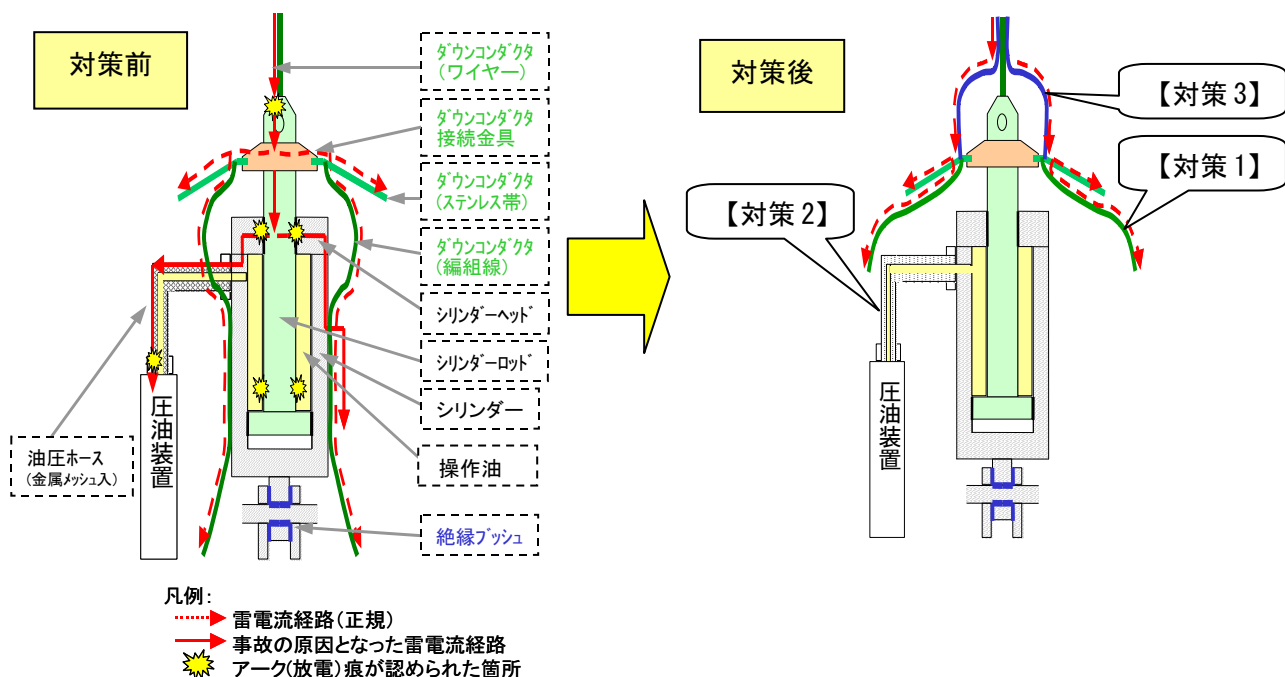 対策前
ﾀﾞｳﾝｺﾝﾀﾞｸﾀ
(ワイヤー)
ﾀﾞｳﾝｺﾝﾀﾞｸﾀ
接続金具
ﾀﾞｳﾝｺﾝﾀﾞｸﾀ
(ｽﾃﾝﾚｽ帯)
ﾀﾞｳﾝｺﾝﾀﾞｸﾀ
(編組線)
ｼﾘﾝﾀﾞｰﾍｯﾄﾞ
ｼﾘﾝﾀﾞｰﾛｯﾄﾞ
シリンダー
操作油
絶縁ﾌﾞｯｼｭ
圧油装置
油圧ホース
(金属ﾒｯｼｭ入)
対策後
【対策3】
【対策1】
【対策2】
圧油装置
凡例:
雷電流経路(正規)
事故の原因となった雷電流経路
アーク(放電)痕が認められた箇所